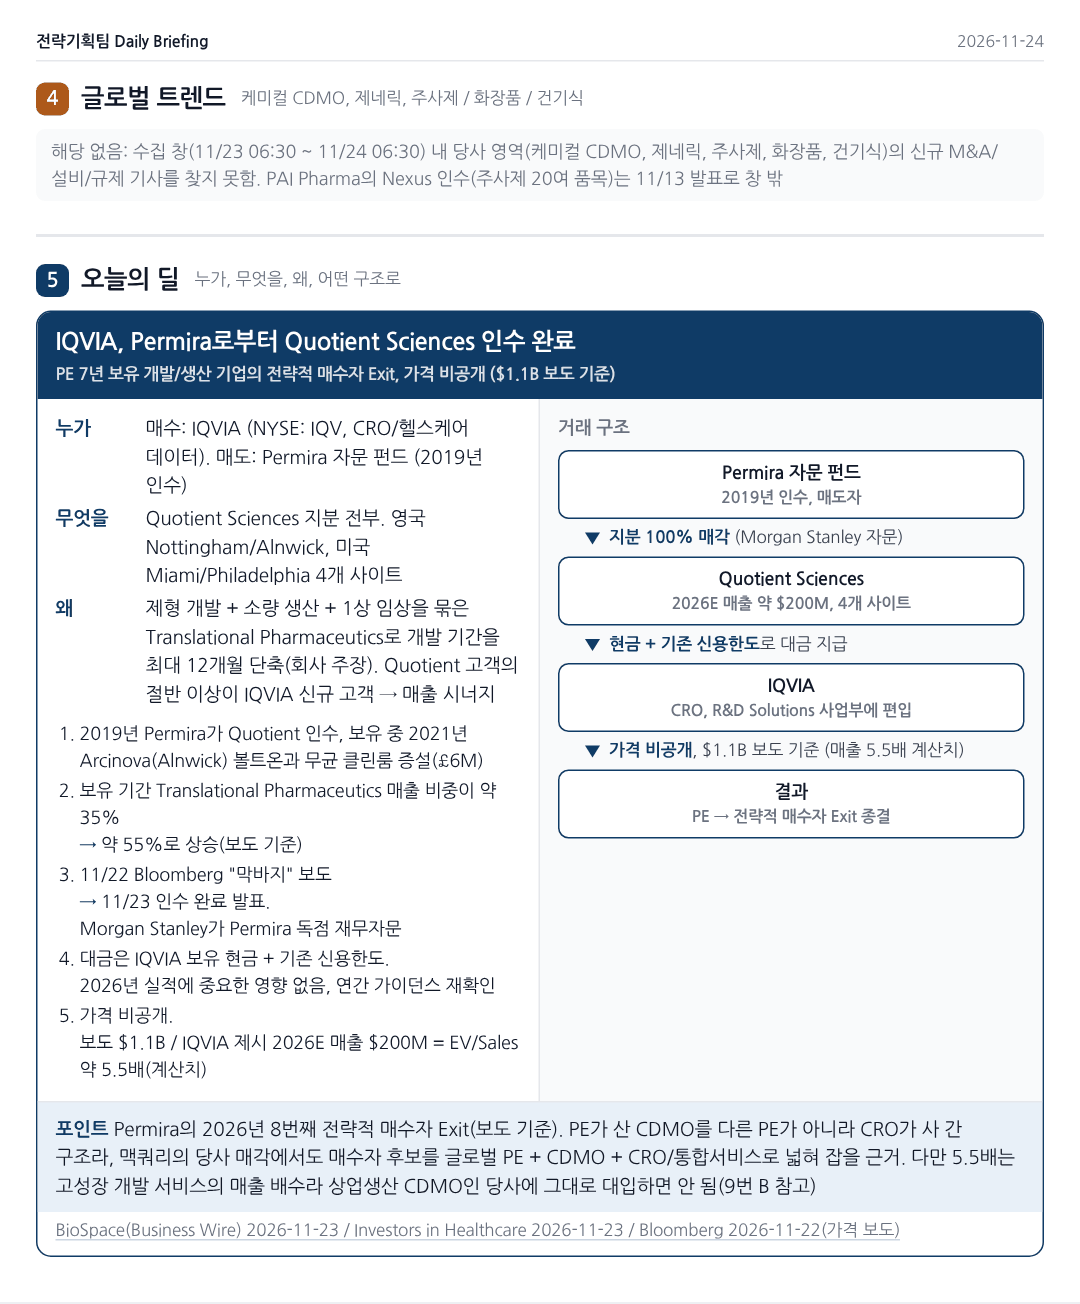 전략기획팀 Daily Briefing
2026-11-24
4 글로벌 트렌드 케미컬 CDMO, 제네릭, 주사제 / 화장품 / 건기식
해당 없음: 수집 창(11/23 06:30 ~ 11/24 06:30) 내 당사 영역(케미컬 CDMO, 제네릭, 주사제, 화장품, 건기식)의 신규 M&A/
설비/규제 기사를 찾지 못함. PAI Pharma의 Nexus 인수(주사제 20여 품목)는 11/13 발표로 창 밖
5 오늘의 딜 누가, 무엇을, 왜, 어떤 구조로
IQVIA, Permira로부터 Quotient Sciences 인수 완료
PE 7년 보유 개발/생산 기업의 전략적 매수자 Exit, 가격 비공개 ($1.1B 보도 기준)
누가 매수: IQVIA (NYSE: IQV, CRO/헬스케어
데이터). 매도: Permira 자문 펀드 (2019년
인수)
무엇을 Quotient Sciences 지분 전부. 영국
Nottingham/Alnwick, 미국
Miami/Philadelphia 4개 사이트
왜 제형 개발 + 소량 생산 + 1상 임상을 묶은
Translational Pharmaceutics로 개발 기간을
최대 12개월 단축(회사 주장). Quotient 고객의
절반 이상이 IQVIA 신규 고객 → 매출 시너지
1. 2019년 Permira가 Quotient 인수, 보유 중 2021년
Arcinova(Alnwick) 볼트온과 무균 클린룸 증설(£6M)
2. 보유 기간 Translational Pharmaceutics 매출 비중이 약
35%
→ 약 55%로 상승(보도 기준)
3. 11/22 Bloomberg "막바지" 보도
→ 11/23 인수 완료 발표.
Morgan Stanley가 Permira 독점 재무자문
4. 대금은 IQVIA 보유 현금 + 기존 신용한도.
2026년 실적에 중요한 영향 없음, 연간 가이던스 재확인
5. 가격 비공개.
보도 $1.1B / IQVIA 제시 2026E 매출 $200M = EV/Sales
약 5.5배(계산치)
거래 구조
Permira 자문 펀드
2019년 인수, 매도자
▼ 지분 100% 매각 (Morgan Stanley 자문)
Quotient Sciences
2026E 매출 약 $200M, 4개 사이트
▼ 현금 + 기존 신용한도로 대금 지급
IQVIA
CRO, R&D Solutions 사업부에 편입
▼ 가격 비공개, $1.1B 보도 기준 (매출 5.5배 계산치)
결과
PE → 전략적 매수자 Exit 종결
포인트 Permira의 2026년 8번째 전략적 매수자 Exit(보도 기준). PE가 산 CDMO를 다른 PE가 아니라 CRO가 사 간
구조라, 맥쿼리의 당사 매각에서도 매수자 후보를 글로벌 PE + CDMO + CRO/통합서비스로 넓혀 잡을 근거. 다만 5.5배는
고성장 개발 서비스의 매출 배수라 상업생산 CDMO인 당사에 그대로 대입하면 안 됨(9번 B 참고)
BioSpace(Business Wire) 2026-11-23 / Investors in Healthcare 2026-11-23 / Bloomberg 2026-11-22(가격 보도)